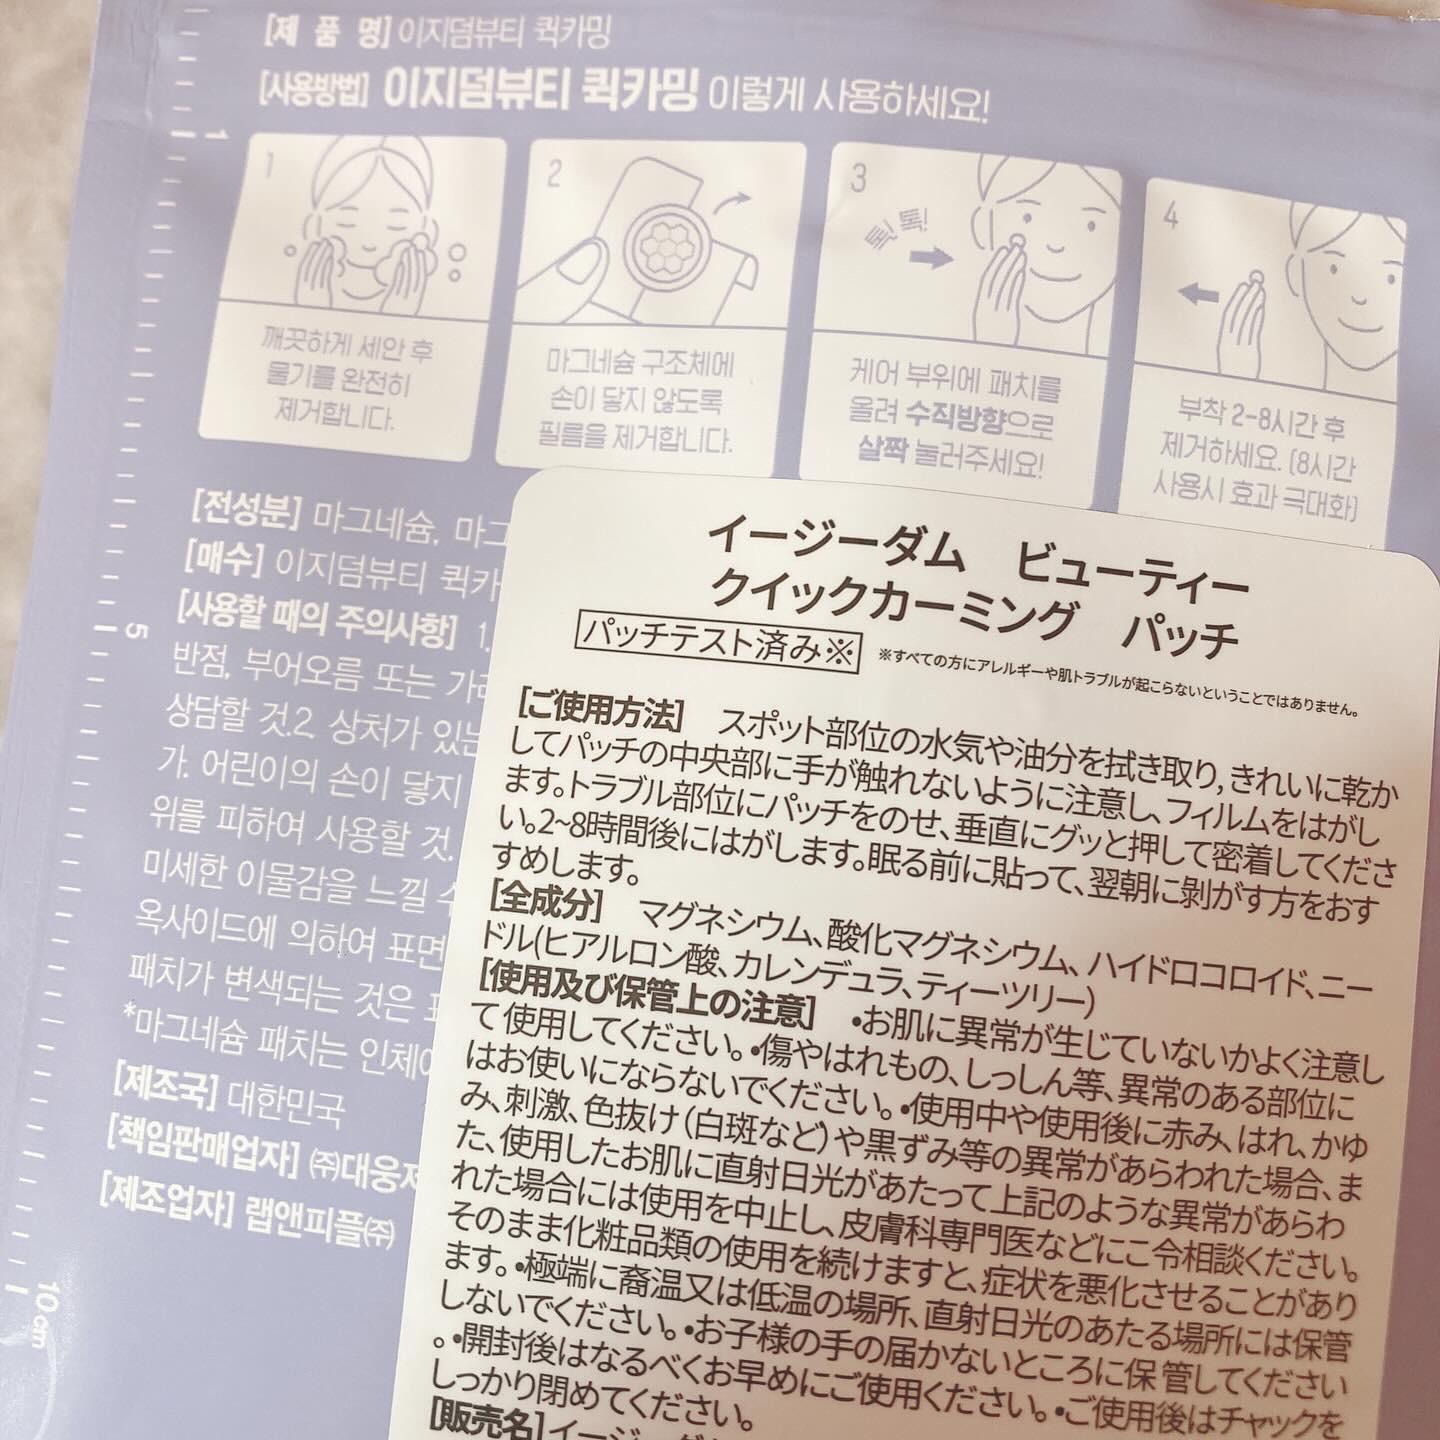 [제 품 명] 이지덤뷰티 퀵카밍
[사용방법] 이지덤뷰티 퀵카밍 이렇게 사용하세요!
1
깨끗하게 세안 후
물기를 완전히
제거합니다.
2
마그네슘 구조체에
손이 닿지 않도록
필름을 제거합니다.
3
톡! 톡!
케어 부위에 패치를
올려 수직방향으로
살짝 눌러주세요!
4
부착 2-8시간 후
제거하세요. (8시간
사용시 효과 극대화)
1
5
10 cm
[전성분] 마그네슘, 마그
[매수] 이지덤뷰티 퀵카
[사용할 때의 주의사항] 1.
반점, 부어오름 또는 가려
상담할 것.2. 상처가 있는
가. 어린이의 손이 닿지
위를 피하여 사용할 것.
미세한 이물감을 느낄 수
옥사이드에 의하여 표면
패치가 변색되는 것은
*마그네슘 패치는 인체에
[제조국] 대한민국
[책임판매업자] ㈜대웅제
[제조업자] 랩앤피플㈜
イージーダム ビューティー
クイックカーミング パッチ
パッチテスト済み※
※すべての方にアレルギーや肌トラブルが起こらないということではありません。
[ご使用方法] スポット部位の水気や油分を拭き取り, きれいに乾か
してパッチの中央部に手が触れないように注意し、フィルムをはがし
ます。トラブル部位にパッチをのせ、垂直にグッと押して密着してくださ
い。2~8時間後にはがします。眠る前に貼って、翌朝に剝がす方をおす
すめします。
[全成分] マグネシウム、酸化マグネシウム、ハイドロコロイド、ニー
ドル(ヒアルロン酸、カレンデュラ、ティーツリー)
[使用及び保管上の注意] •お肌に異常が生じていないかよく注意し
て使用してください。•傷やはれもの、しっしん等、異常のある部位に
はお使いにならないでください。•使用中や使用後に赤み、はれ、かゆ
み、刺激、色抜け(白斑など)や黒ずみ等の異常があらわれた場合、ま
た、使用したお肌に直射日光があたって上記のような異常があらわ
れた場合には使用を中止し、皮膚科専門医などにこ令相談ください。
そのまま化粧品類の使用を続けますと、症状を悪化させることがあり
ます。•極端に高温又は低温の場所、直射日光のあたる場所には保管
しないでください。•お子様の手の届かないところに保管してください
。•開封後はなるべくお早めにご使用ください。•ご使用後はチャックを
しっかり閉めてください。
[販売名]